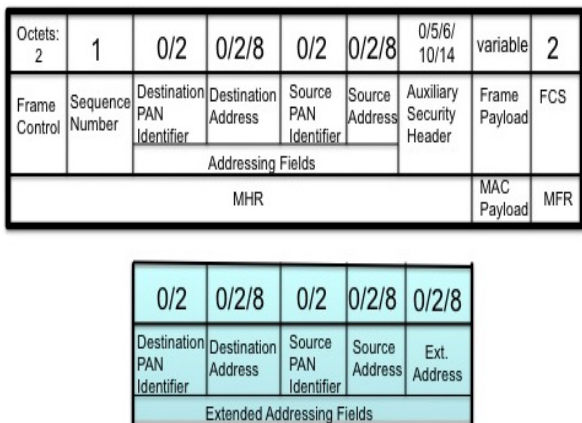 Octets: 2
1
0/2
0/2/8
0/2
0/2/8
0/5/6/
10/14
variable
2
Frame
Control
Sequence
Number
Destination
PAN
Identifier
Destination
Address
Source
PAN
Identifier
Source
Address
Auxiliary
Security
Header
Frame
Payload
FCS
Addressing Fields
MHR
MAC
Payload
MFR
0/2
0/2/8
0/2
0/2/8
0/2/8
Destination
PAN
Identifier
Destination
Address
Source
PAN
Identifier
Source
Address
Ext.
Address
Extended Addressing Fields